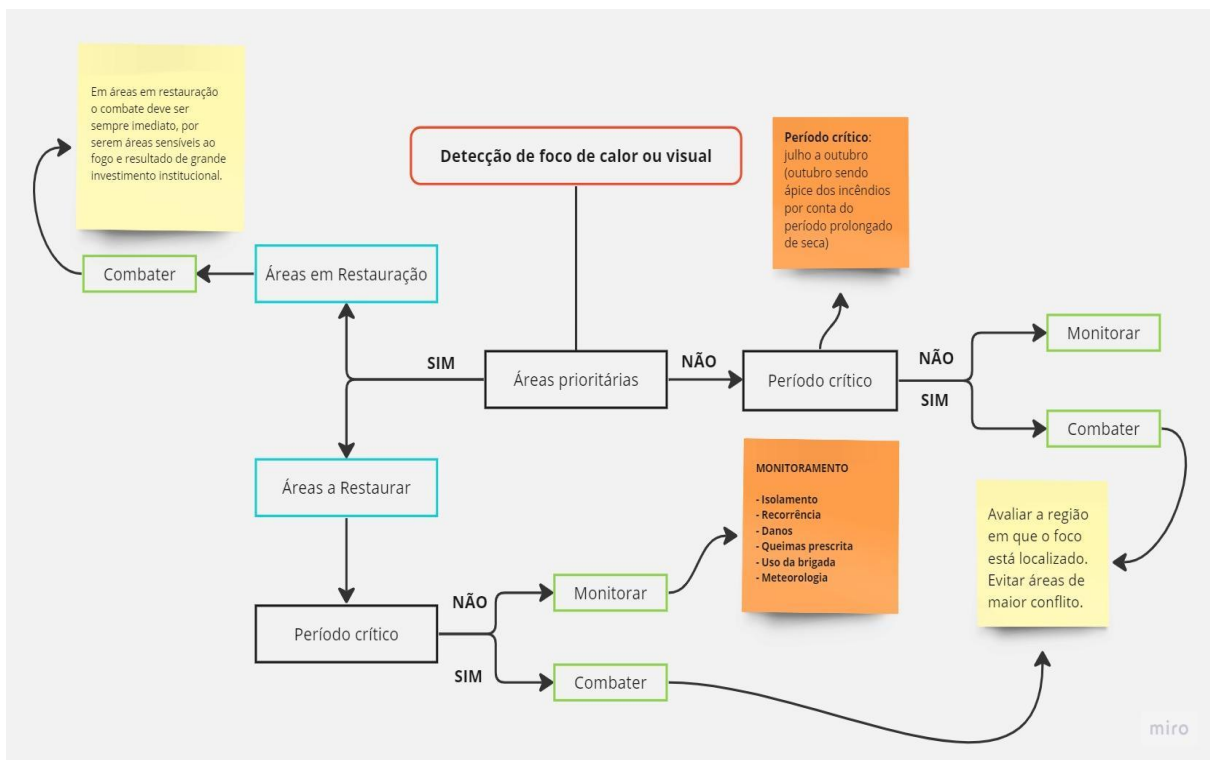 Em áreas em restauração
o combate deve ser
sempre imediato, por
serem áreas sensíveis ao
fogo e resultado de grande
investimento institucional.
Detecção de foco de calor ou visual
Período crítico:
julho a outubro
(outubro sendo
ápice dos incêndios
por conta do
período prolongado
de seca)
Combater
Áreas em Restauração
SIM
Áreas prioritárias
NÃO
Período crítico
NÃO
SIM
Monitorar
Combater
Áreas a Restaurar
MONITORAMENTO
- Isolamento
- Recorrência
- Danos
- Queimas prescrita
- Uso da brigada
- Meteorologia
Avaliar a região
em que o foco
está localizado.
Evitar áreas de
maior conflito.
Período crítico
NÃO
SIM
Monitorar
Combater
miro